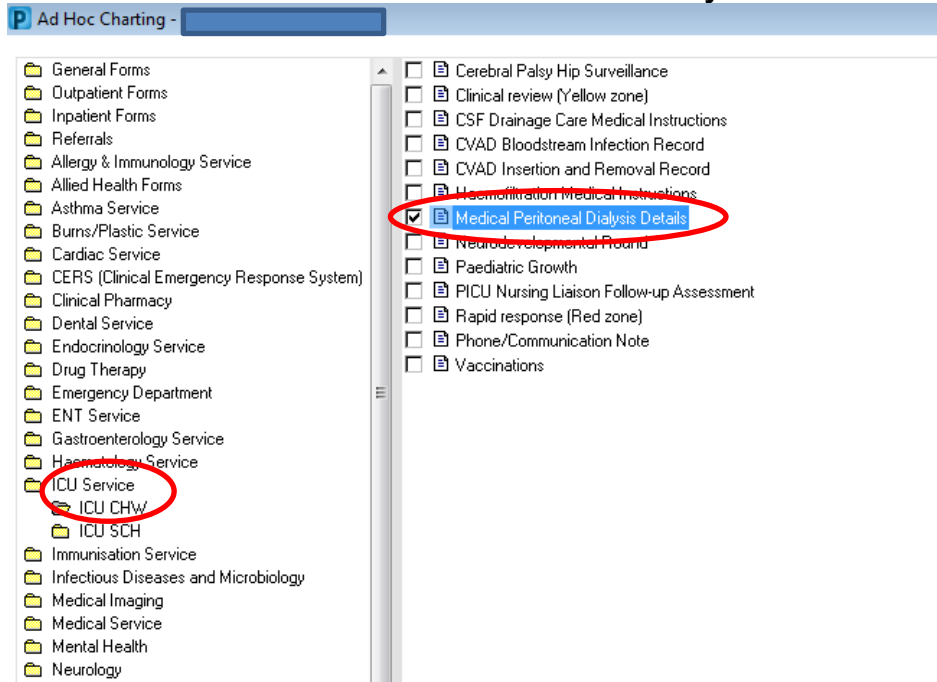 Ad Hoc Charting -
General Forms
Outpatient Forms
Inpatient Forms
Referrals
Allergy & Immunology Service
Allied Health Forms
Asthma Service
Burns/Plastic Service
Cardiac Service
CERS (Clinical Emergency Response System)
Clinical Pharmacy
Dental Service
Endocrinology Service
Drug Therapy
Emergency Department
ENT Service
Gastroenterology Service
Haematology Service
ICU Service
ICU CHW
ICU SCH
Immunisation Service
Infectious Diseases and Microbiology
Medical Imaging
Medical Service
Mental Health
Neurology
Cerebral Palsy Hip Surveillance
Clinical review (Yellow zone)
CSF Drainage Care Medical Instructions
CVAD Bloodstream Infection Record
CVAD Insertion and Removal Record
Haemofiltration Medical Instructions
Medical Peritoneal Dialysis Details
Neurodevelopmental Round
Paediatric Growth
PICU Nursing Liaison Follow-up Assessment
Rapid response (Red zone)
Phone/Communication Note
Vaccinations